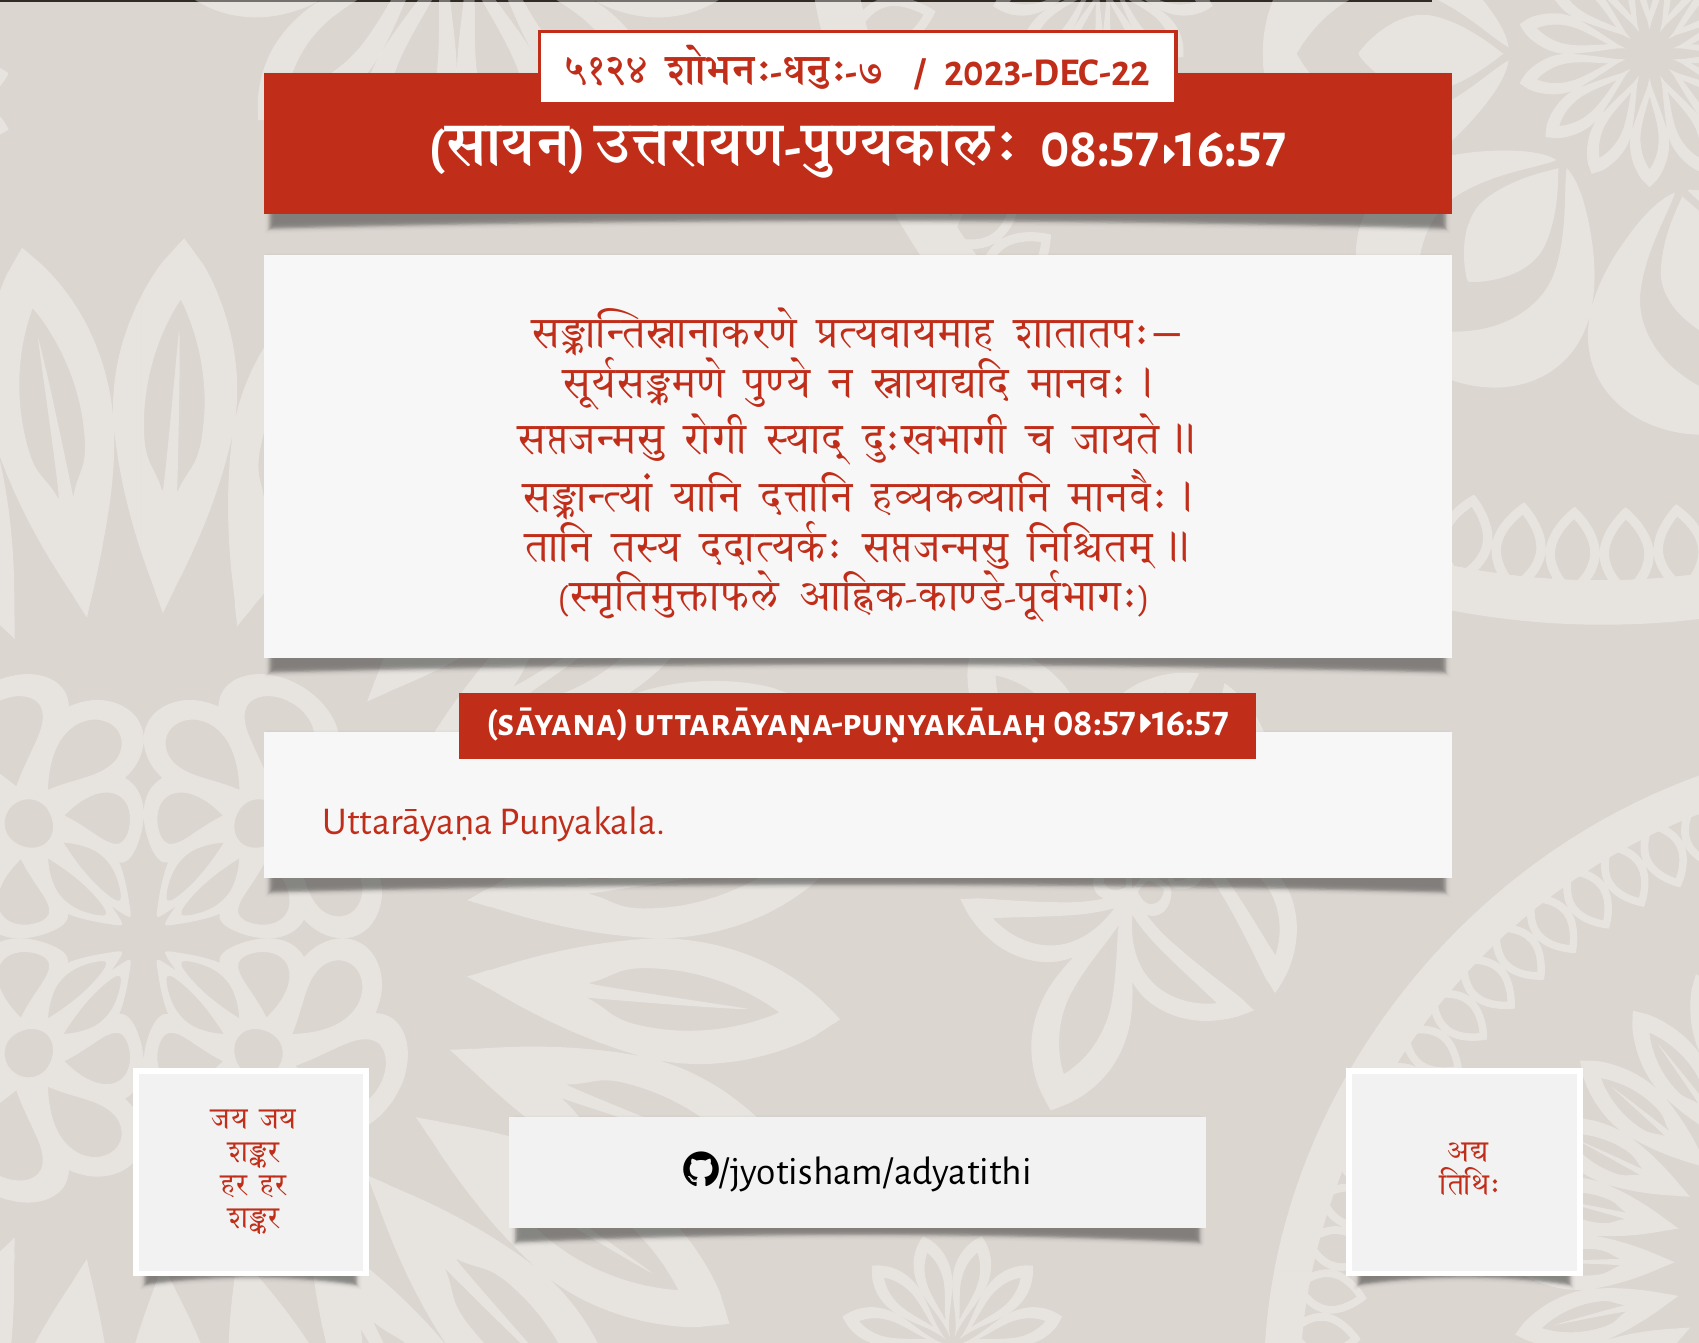 ५१२४ शोभनः-धनुः-७ / 2023-DEC-22
(सायन) उत्तरायण-पुण्यकालः 08:57▸16:57
सङ्क्रान्तिस्नानाकरणे प्रत्यवायमाह शातातपः—
सूर्यसङ्क्रमणे पुण्ये न स्नायाद्यदि मानवः ।
सप्तजन्मसु रोगी स्याद् दुःखभागी च जायते ॥
सङ्क्रान्त्यां यानि दत्तानि हव्यकव्यानि मानवैः ।
तानि तस्य ददात्यर्कः सप्तजन्मसु निश्चितम् ॥
(स्मृतिमुक्ताफले आह्निक-काण्डे-पूर्वभागः)
(SĀYANA) UTTARĀYAṆA-PUṆYAKĀLAḤ 08:57▸16:57
Uttarāyaṇa Punyakala.
जय जय
शङ्कर
हर हर
शङ्कर
/jyotisham/adyatithi
अद्य
तिथिः